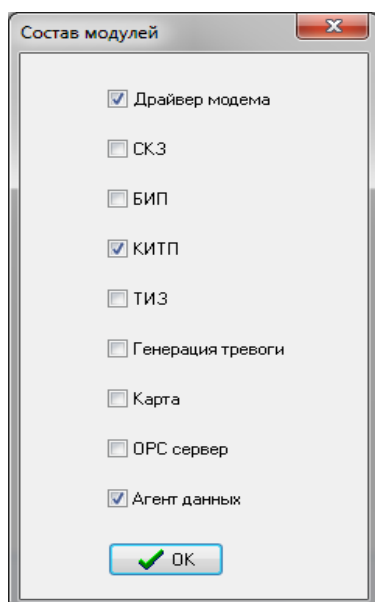 Состав модулей
Драйвер модема
СКЗ
БИП
КИТП
ТИЗ
Генерация тревоги
Карта
OPC сервер
Агент данных
OK